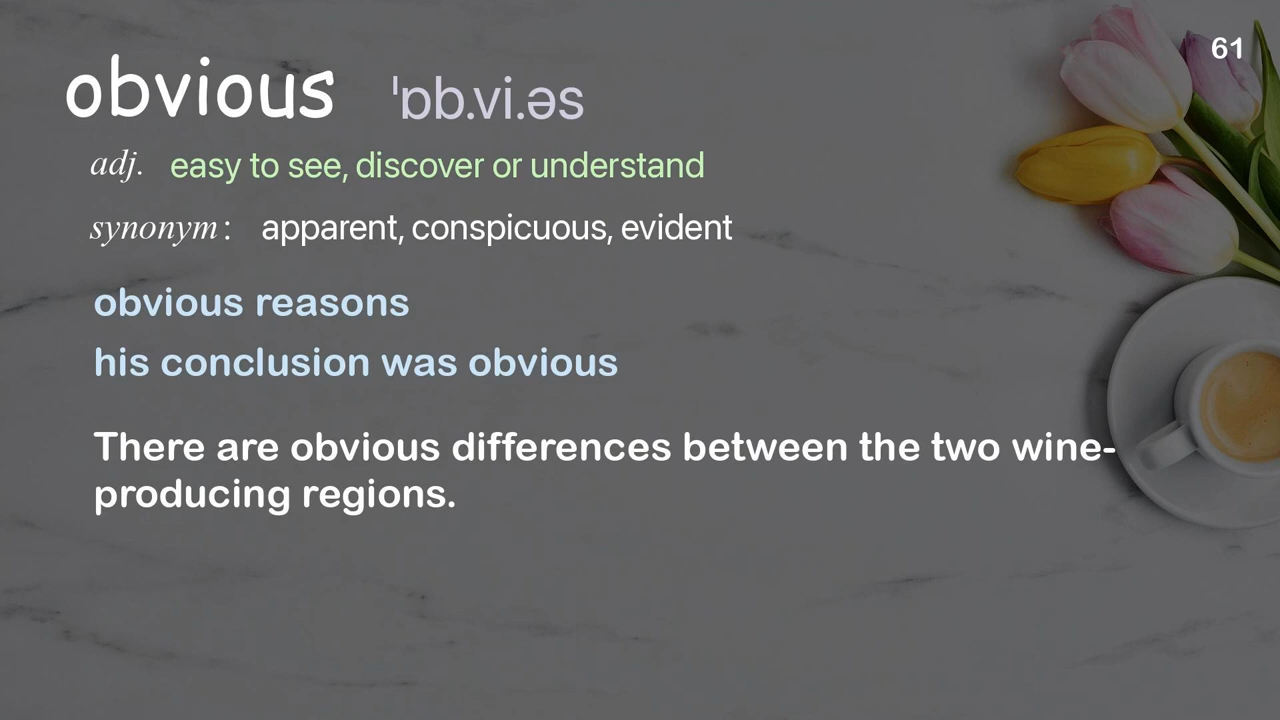 61
obvious ˈɒb.vi.əs
adj. easy to see, discover or understand
synonym: apparent, conspicuous, evident
obvious reasons
his conclusion was obvious
There are obvious differences between the two wine-
producing regions.